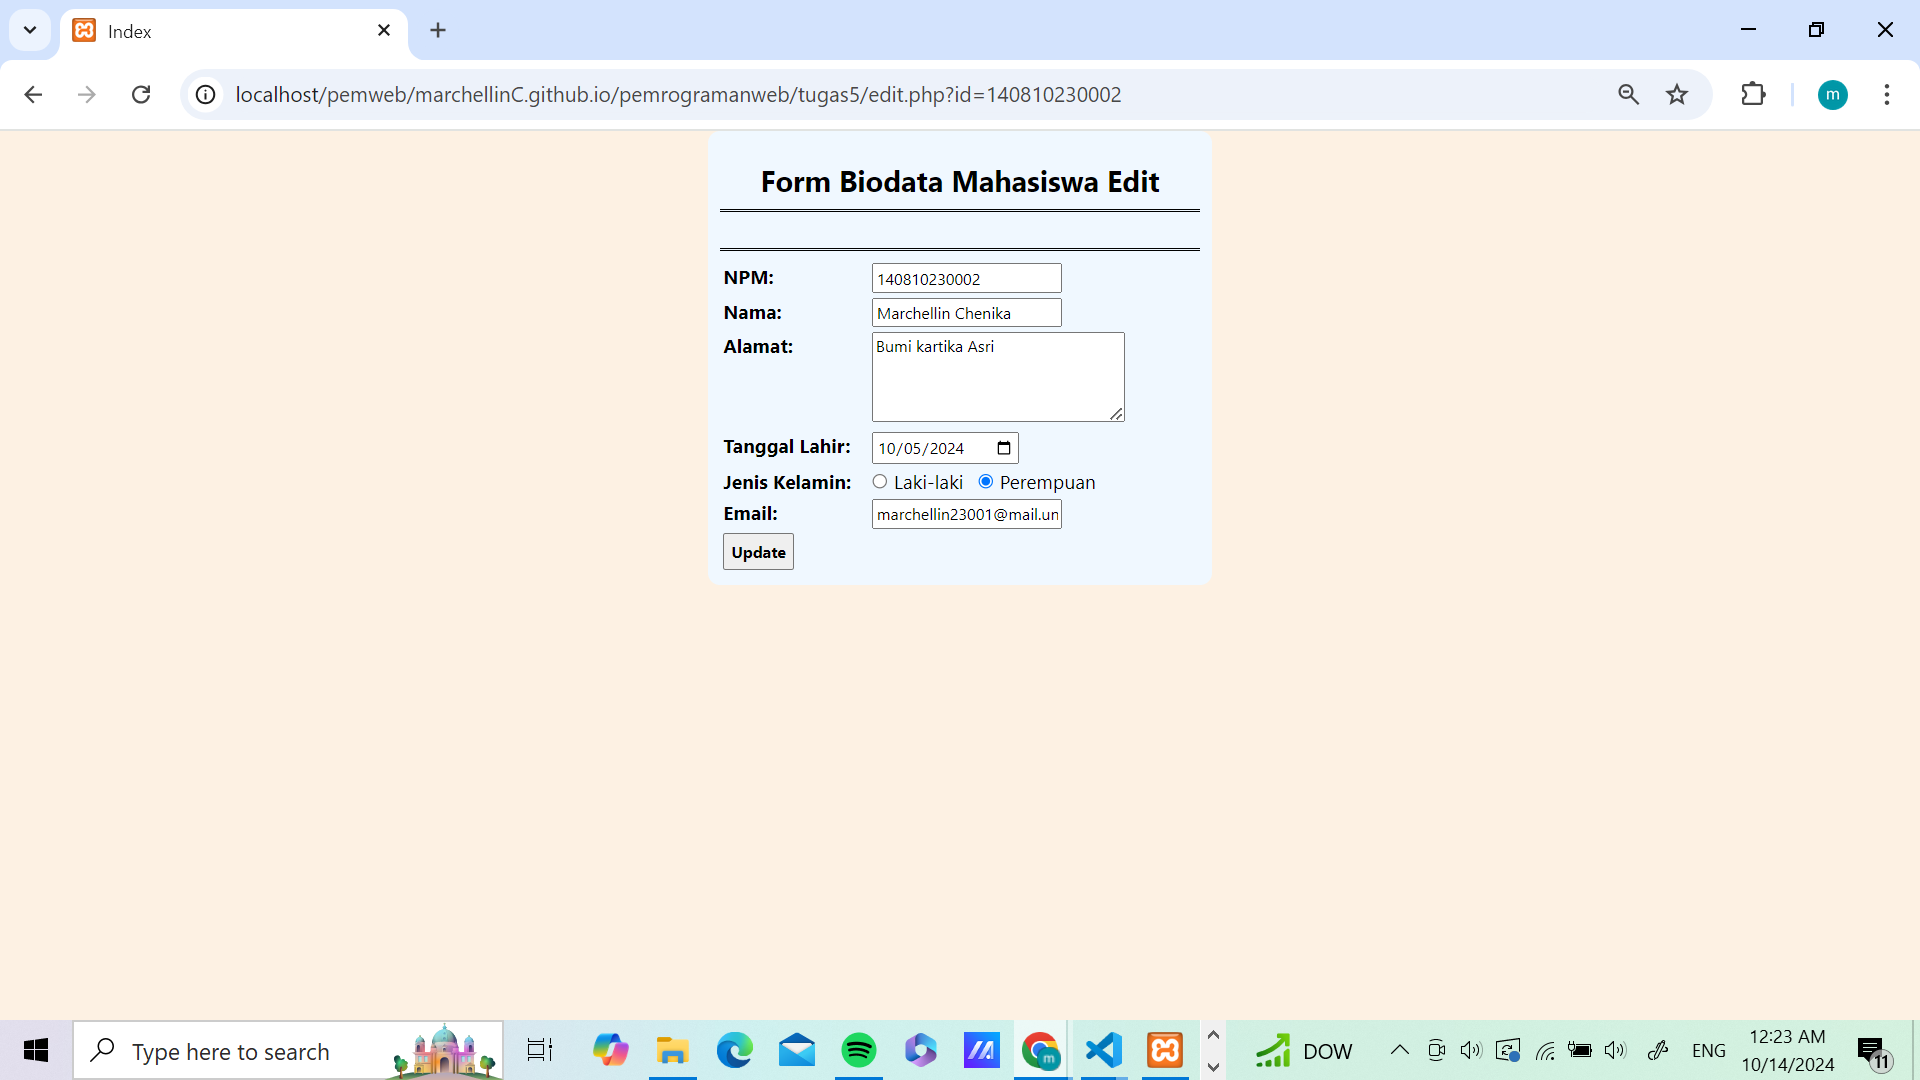 Index
localhost/pemweb/marchellinC.github.io/pemrogramanweb/tugas5/edit.php?id=140810230002
m
Form Biodata Mahasiswa Edit
NPM: 140810230002
Nama: Marchellin Chenika
Alamat: Bumi kartika Asri
Tanggal Lahir: 10/05/2024
Jenis Kelamin: Laki-laki Perempuan
Email: marchellin23001@mail.un
Update
Type here to search
m
DOW
ENG
12:23 AM
10/14/2024
11